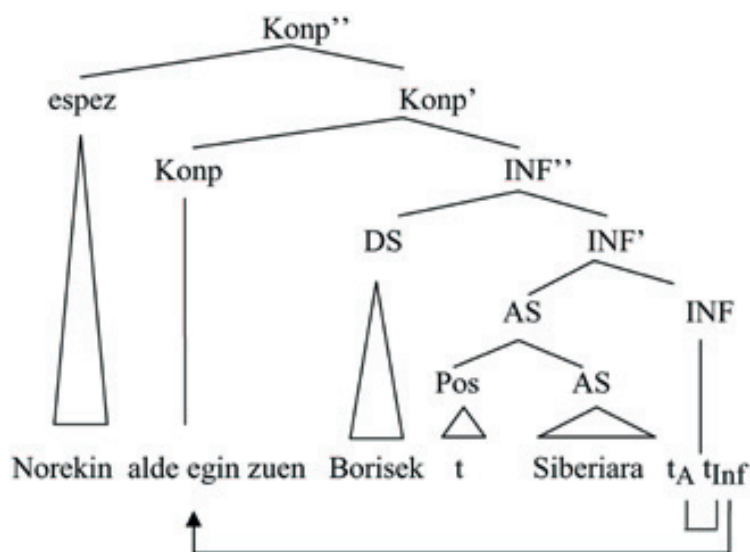 Konp’’
espez Konp’
Konp INF’’
DS INF’
AS INF
Pos AS
Norekin alde egin zuen Borisek t Siberiara tA tInf